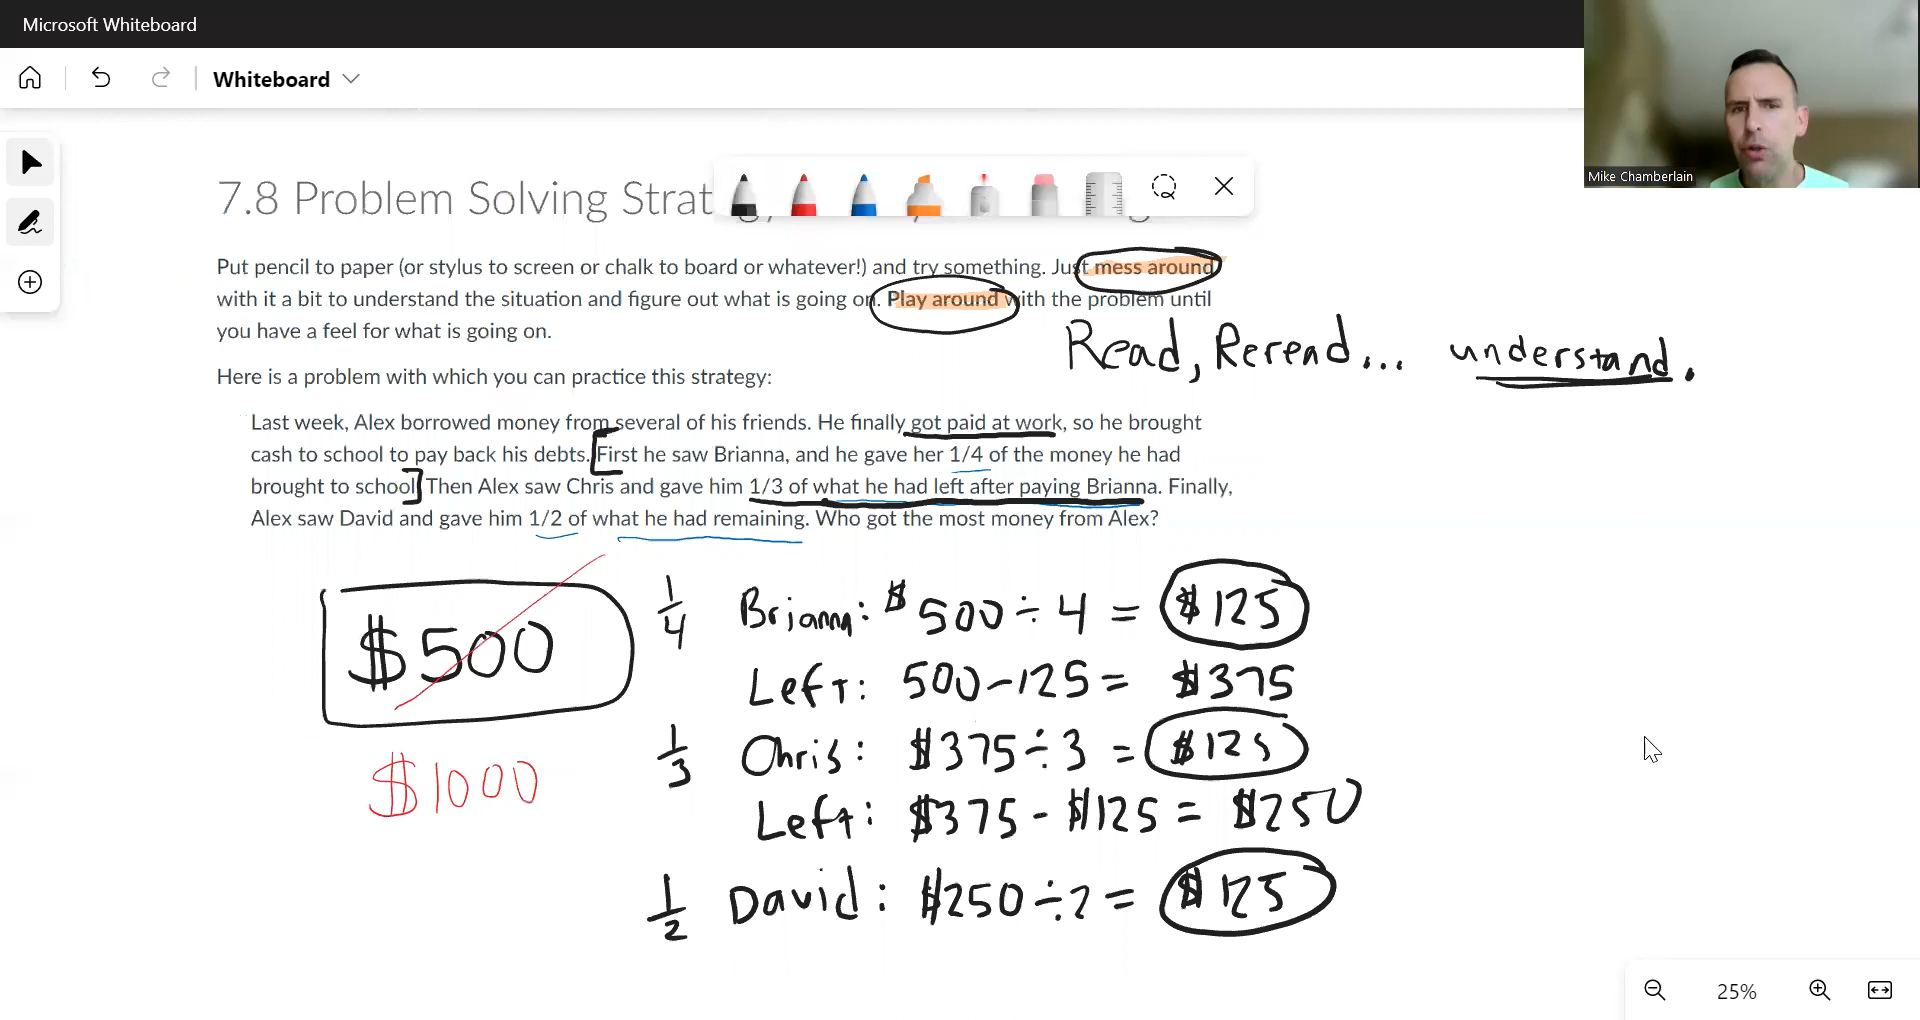 Microsoft Whiteboard
Whiteboard
Mike Chamberlain
7.8 Problem Solving Strat
Put pencil to paper (or stylus to screen or chalk to board or whatever!) and try something. Just mess around
with it a bit to understand the situation and figure out what is going on. Play around with the problem until
you have a feel for what is going on.
Read, Reread... understand.
Here is a problem with which you can practice this strategy:
Last week, Alex borrowed money from several of his friends. He finally got paid at work, so he brought
cash to school to pay back his debts. [First he saw Brianna, and he gave her 1/4 of the money he had
brought to school.] Then Alex saw Chris and gave him 1/3 of what he had left after paying Brianna. Finally,
Alex saw David and gave him 1/2 of what he had remaining. Who got the most money from Alex?
$500
$1000
1/4 Brianna: $500 ÷ 4 = $125
Left: 500 - 125 = $375
1/3 Chris: $375 ÷ 3 = $125
Left: $375 - $125 = $250
1/2 David: $250 ÷ 2 = $125
25%